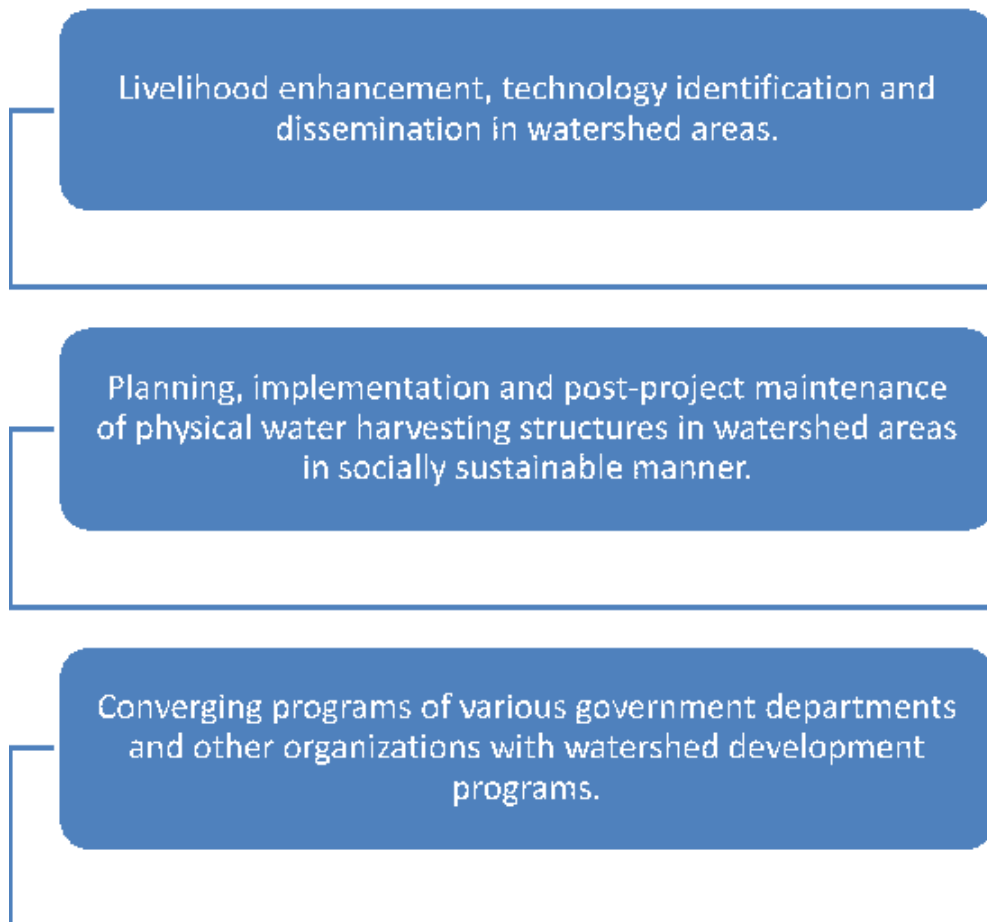 Livelihood enhancement, technology identification and
dissemination in watershed areas.
Planning, implementation and post-project maintenance
of physical water harvesting structures in watershed areas
in socially sustainable manner.
Converging programs of various government departments
and other organizations with watershed development
programs.